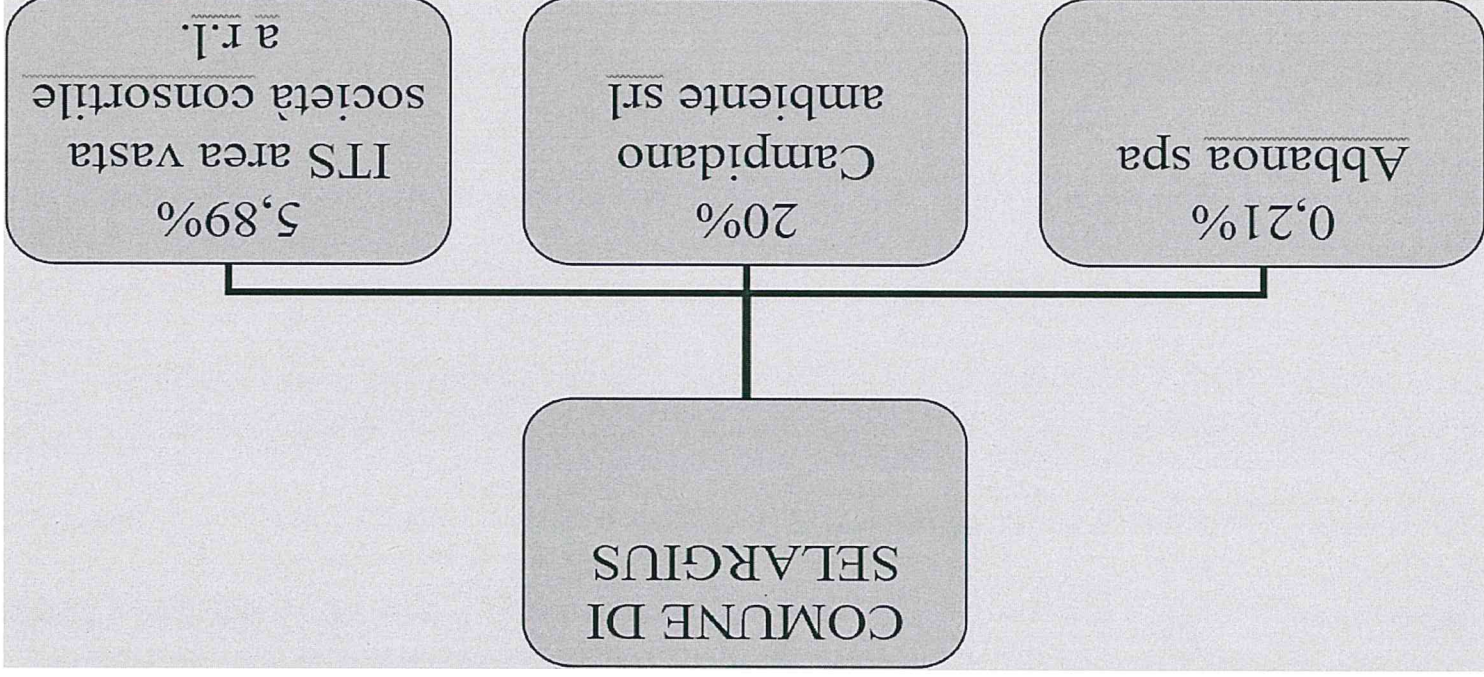 COMUNE DI
SELARGIUS
0,21%
Abbanoa spa
20%
Campidano
ambiente srl
5,89%
ITS area vasta
società consortile
a r.l.